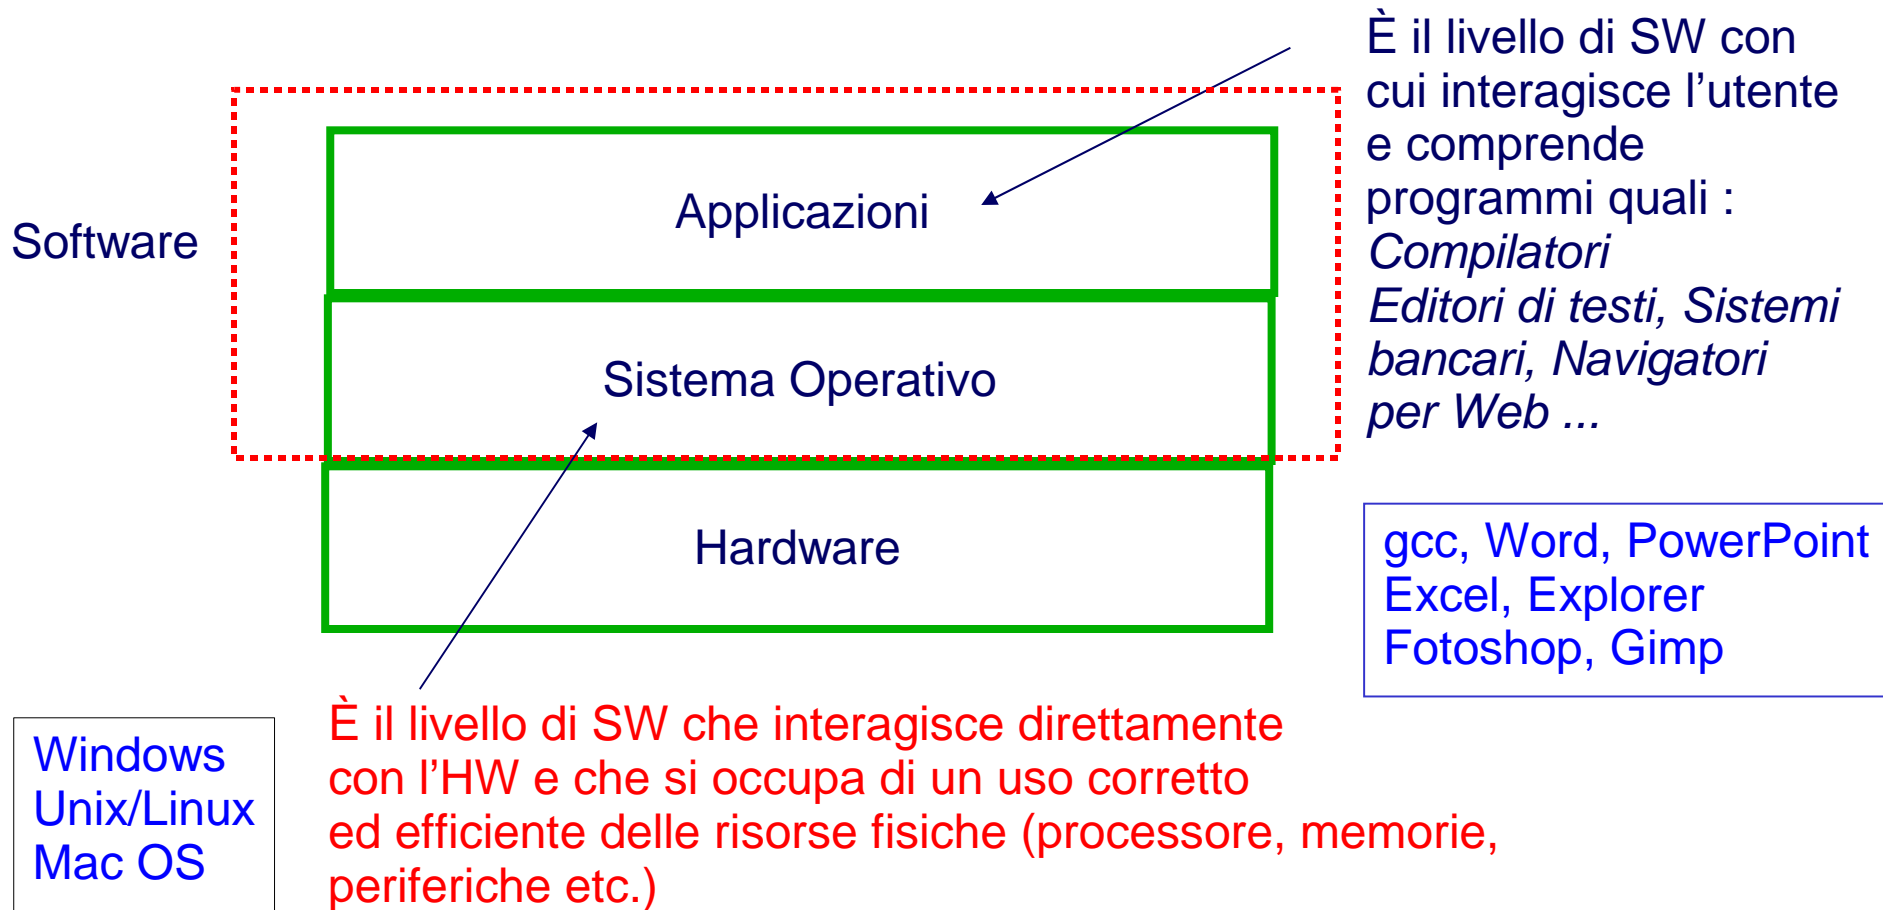 È il livello di SW con
cui interagisce l’utente
e comprende
programmi quali :
Compilatori
Editori di testi, Sistemi
bancari, Navigatori
per Web ...
Software
Applicazioni
Sistema Operativo
Hardware
gcc, Word, PowerPoint
Excel, Explorer
Fotoshop, Gimp
Windows
Unix/Linux
Mac OS
È il livello di SW che interagisce direttamente
con l’HW e che si occupa di un uso corretto
ed efficiente delle risorse fisiche (processore, memorie,
periferiche etc.)